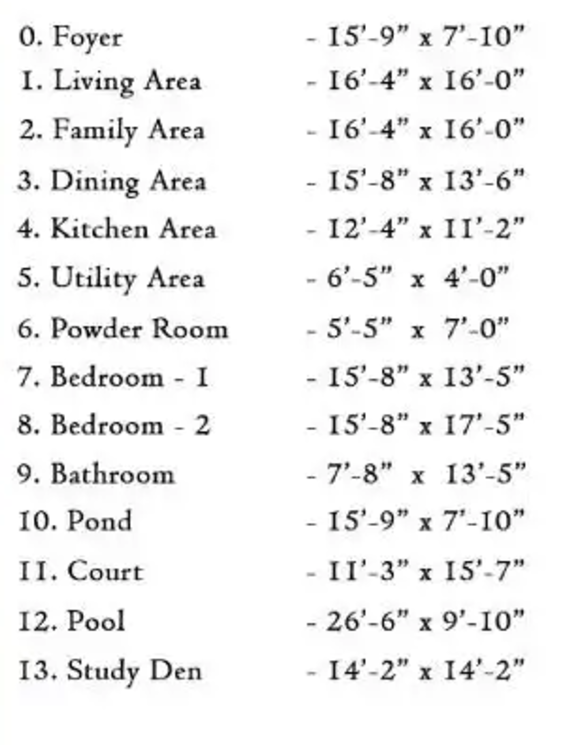 0. Foyer - 15’-9” x 7’-10”
1. Living Area - 16’-4” x 16’-0”
2. Family Area - 16’-4” x 16’-0”
3. Dining Area - 15’-8” x 13’-6”
4. Kitchen Area - 12’-4” x 11’-2”
5. Utility Area - 6’-5” x 4’-0”
6. Powder Room - 5’-5” x 7’-0”
7. Bedroom - 1 - 15’-8” x 13’-5”
8. Bedroom - 2 - 15’-8” x 17’-5”
9. Bathroom - 7’-8” x 13’-5”
10. Pond - 15’-9” x 7’-10”
11. Court - 11’-3” x 15’-7”
12. Pool - 26’-6” x 9’-10”
13. Study Den - 14’-2” x 14’-2”